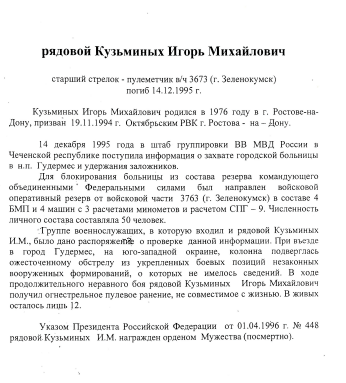 рядовой Кузьминых Игорь Михайлович
старший стрелок - пулеметчик в/ч 3673 (г. Зеленокумск)
погиб 14.12.1995 г.
Кузьминых Игорь Михайлович родился в 1976 году в г. Ростове-на-
Дону, призван 19.11.1994 г. Октябрьским РВК г. Ростова - на – Дону.
14 декабря 1995 года в штаб группировки ВВ МВД России в
Чеченской республике поступила информация о захвате городской больницы
в н.п. Гудермес и удержания заложников.
Для блокирования больницы из состава резерва командующего
объединенными Федеральными силами был направлен войсковой
оперативный резерв от войсковой части 3763 (г. Зеленокумск) в составе 4
БМП и 4 машин с 3 расчетами минометов и расчетом СПГ – 9. Численность
личного состава составляла 50 человек.
Группе военнослужащих, в которую входил и рядовой Кузьминых
И.М., было дано распоряжение о проверке данной информации. При въезде
в город Гудермес, на юго-западной окраине, колонна подверглась
ожесточенному обстрелу из укрепленных боевых позиций незаконных
вооруженных формирований, о которых не имелось сведений. В ходе
продолжительного неравного боя рядовой Кузьминых Игорь Михайлович
получил огнестрельное пулевое ранение, не совместимое с жизнью. В живых
осталось лишь 12.
Указом Президента Российской Федерации от 01.04.1996 г. № 448
рядовой Кузьминых И.М. награжден орденом Мужества (посмертно).